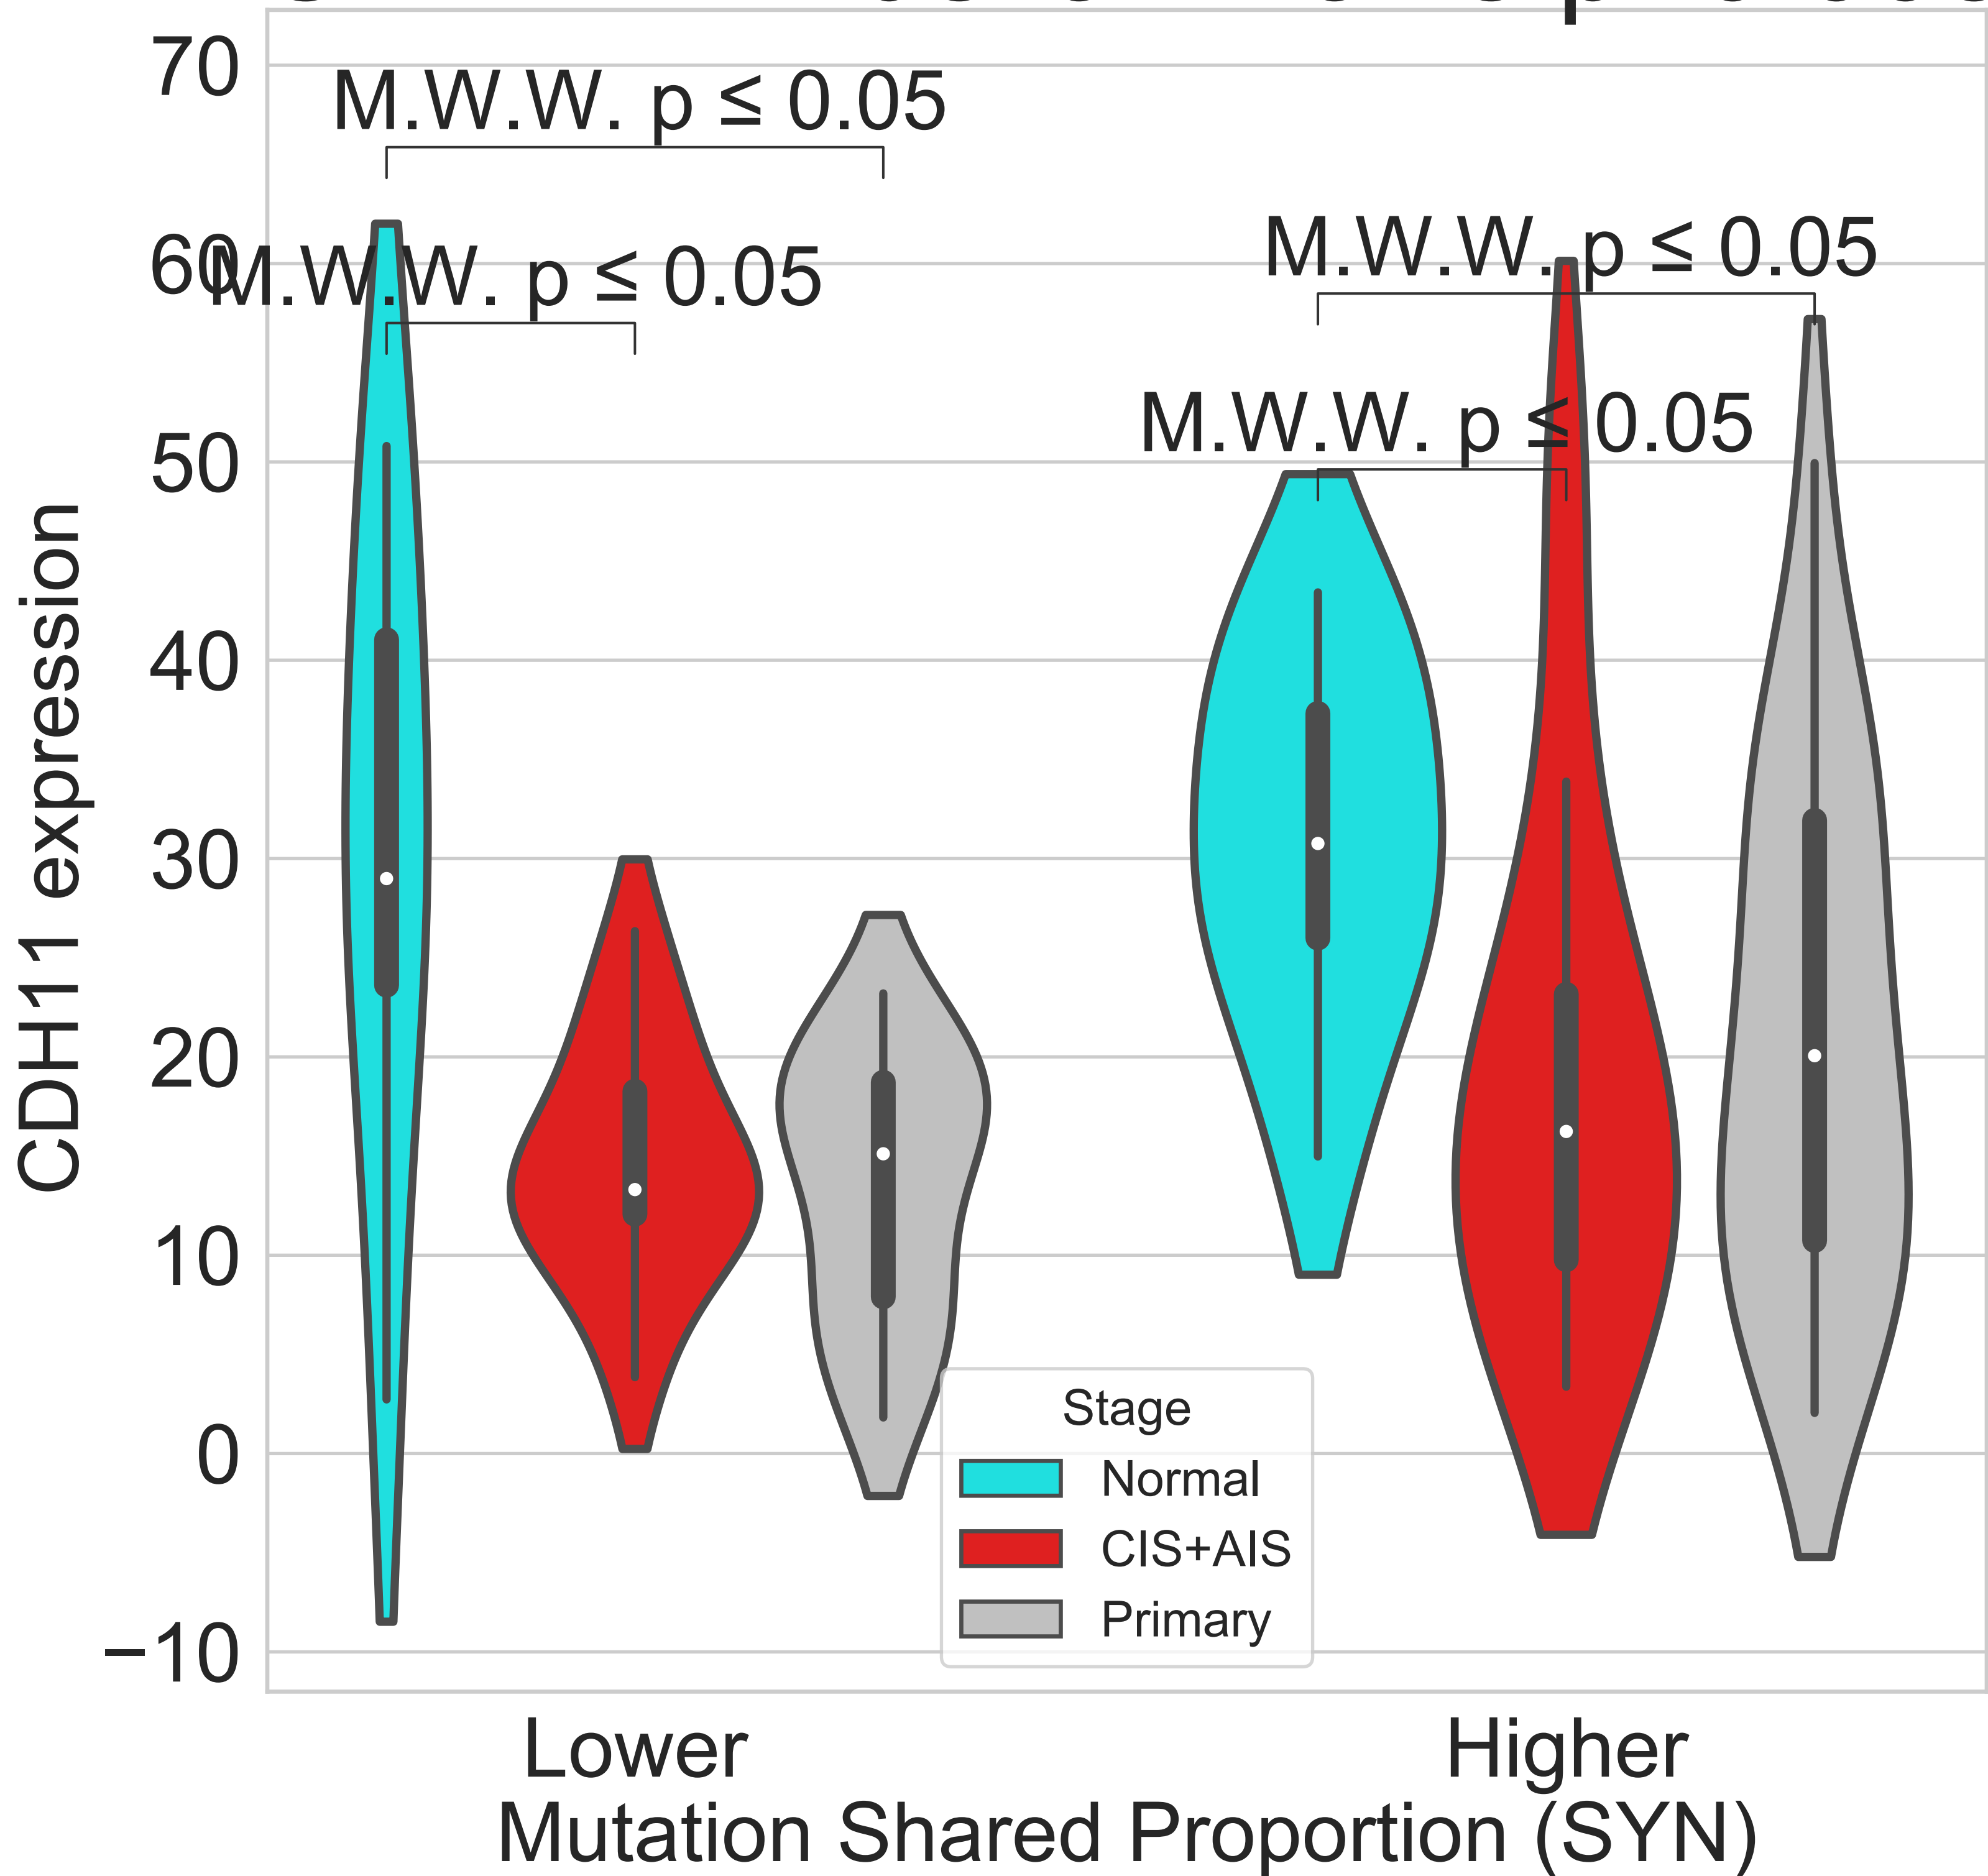 70
60
50
40
30
20
10
0
−10
CDH11 expression
M.W.W. p ≤ 0.05
M.W.W. p ≤ 0.05
M.W.W. p ≤ 0.05
M.W.W. p ≤ 0.05
Stage
Normal
CIS+AIS
Primary
Lower
Higher
Mutation Shared Proportion (SYN)